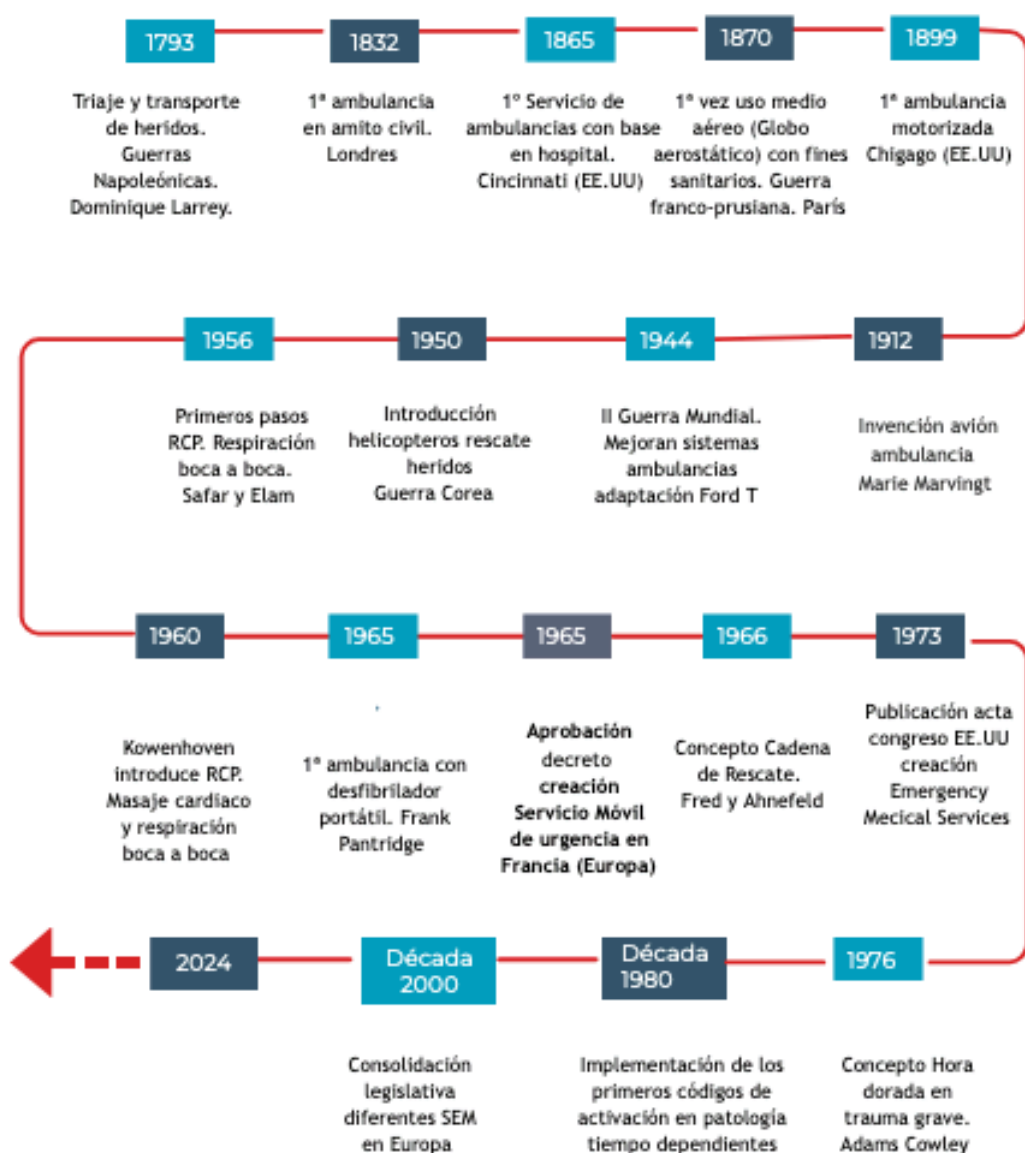 1793
Triaje y transporte
de heridos.
Guerras
Napoleónicas.
Dominique Larrey.
1832
1ª ambulancia
en amito civil.
Londres
1865
1º Servicio de
ambulancias con base
en hospital.
Cincinnati (EE.UU)
1870
1ª vez uso medio
aéreo (Globo
aerostático) con fines
sanitarios. Guerra
franco-prusiana. París
1899
1ª ambulancia
motorizada
Chigago (EE.UU)
1912
Invención avión
ambulancia
Marie Marvingt
1944
II Guerra Mundial.
Mejoran sistemas
ambulancias
adaptación Ford T
1950
Introducción
helicopteros rescate
heridos
Guerra Corea
1956
Primeros pasos
RCP. Respiración
boca a boca.
Safar y Elam
1960
Kowenhoven
introduce RCP.
Masaje cardiaco
y respiración
boca a boca
1965
1ª ambulancia con
desfibrilador
portátil. Frank
Pantridge
1965
Aprobación
decreto
creación
Servicio Móvil
de urgencia en
Francia (Europa)
1966
Concepto Cadena
de Rescate.
Fred y Ahnefeld
1973
Publicación acta
congreso EE.UU
creación
Emergency
Mecical Services
1976
Concepto Hora
dorada en
trauma grave.
Adams Cowley
Década
1980
Implementación de los
primeros códigos de
activación en patología
tiempo dependientes
Década
2000
Consolidación
legislativa
diferentes SEM
en Europa
2024